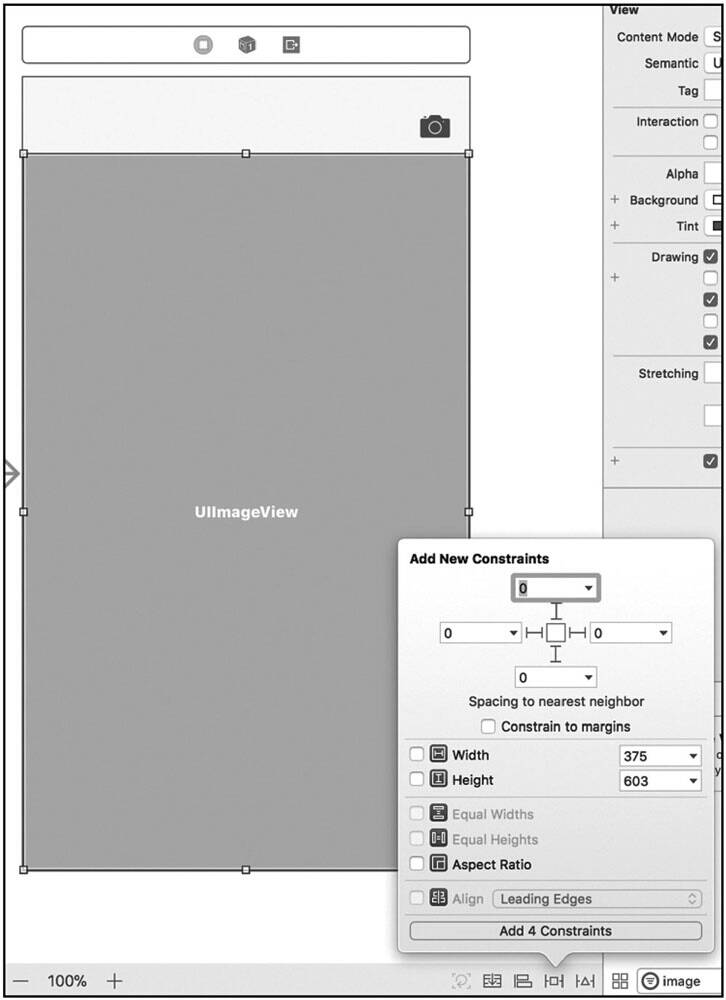 View
Content Mode S
Semantic U
Tag
Interaction
Alpha
+ Background
+ Tint
Drawing
+
Stretching
+
UIImageView
Add New Constraints
0
0 0
0
Spacing to nearest neighbor
Constrain to margins
Width 375
Height 603
Equal Widths
Equal Heights
Aspect Ratio
Align Leading Edges
Add 4 Constraints
— 100% + image